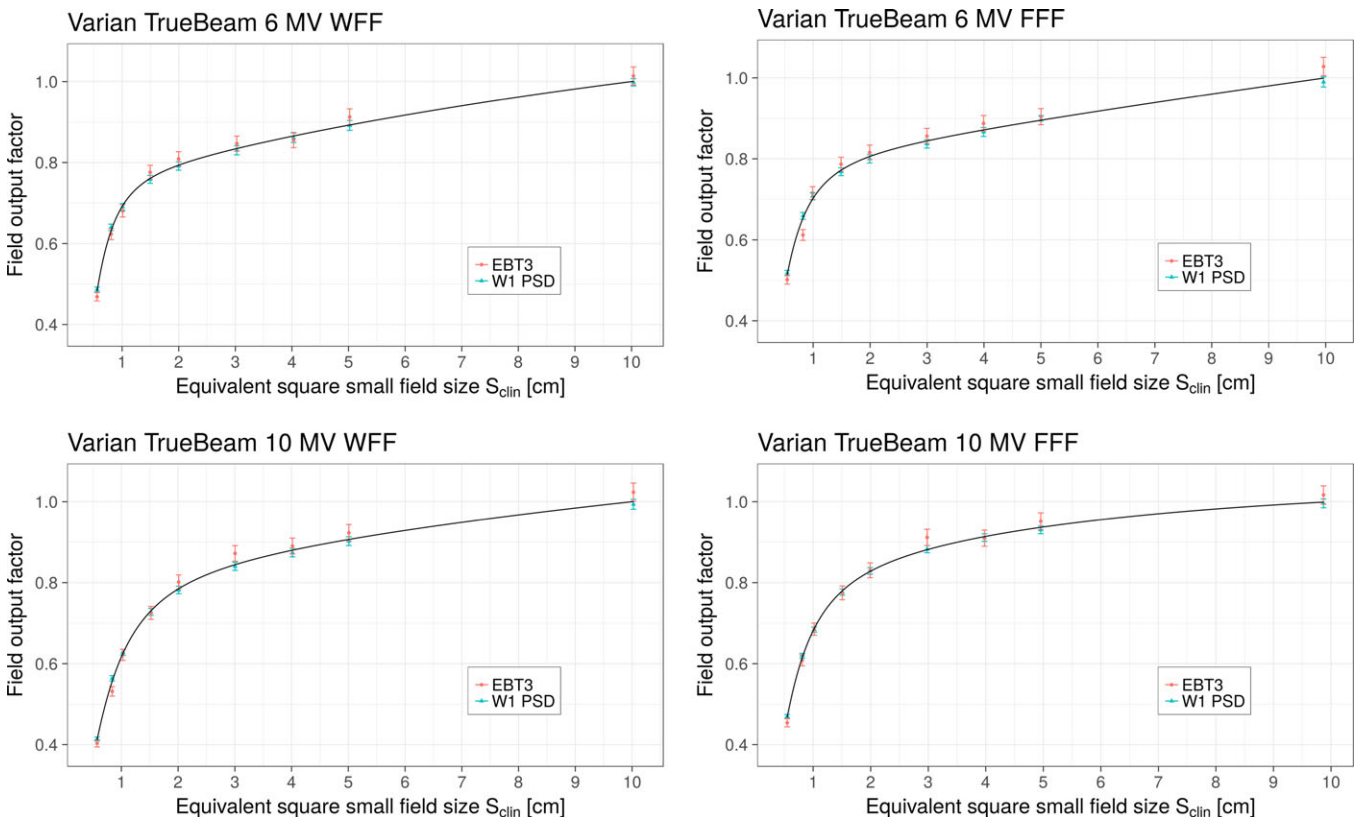 Varian TrueBeam 6 MV WFF
Field output factor
1.0
0.8
0.6
0.4
EBT3
W1 PSD
1 2 3 4 5 6 7 8 9 10
Equivalent square small field size Sclin [cm]
Varian TrueBeam 6 MV FFF
Field output factor
1.0
0.8
0.6
0.4
EBT3
W1 PSD
1 2 3 4 5 6 7 8 9 10
Equivalent square small field size Sclin [cm]
Varian TrueBeam 10 MV WFF
Field output factor
1.0
0.8
0.6
0.4
EBT3
W1 PSD
1 2 3 4 5 6 7 8 9 10
Equivalent square small field size Sclin [cm]
Varian TrueBeam 10 MV FFF
Field output factor
1.0
0.8
0.6
0.4
EBT3
W1 PSD
1 2 3 4 5 6 7 8 9 10
Equivalent square small field size Sclin [cm]